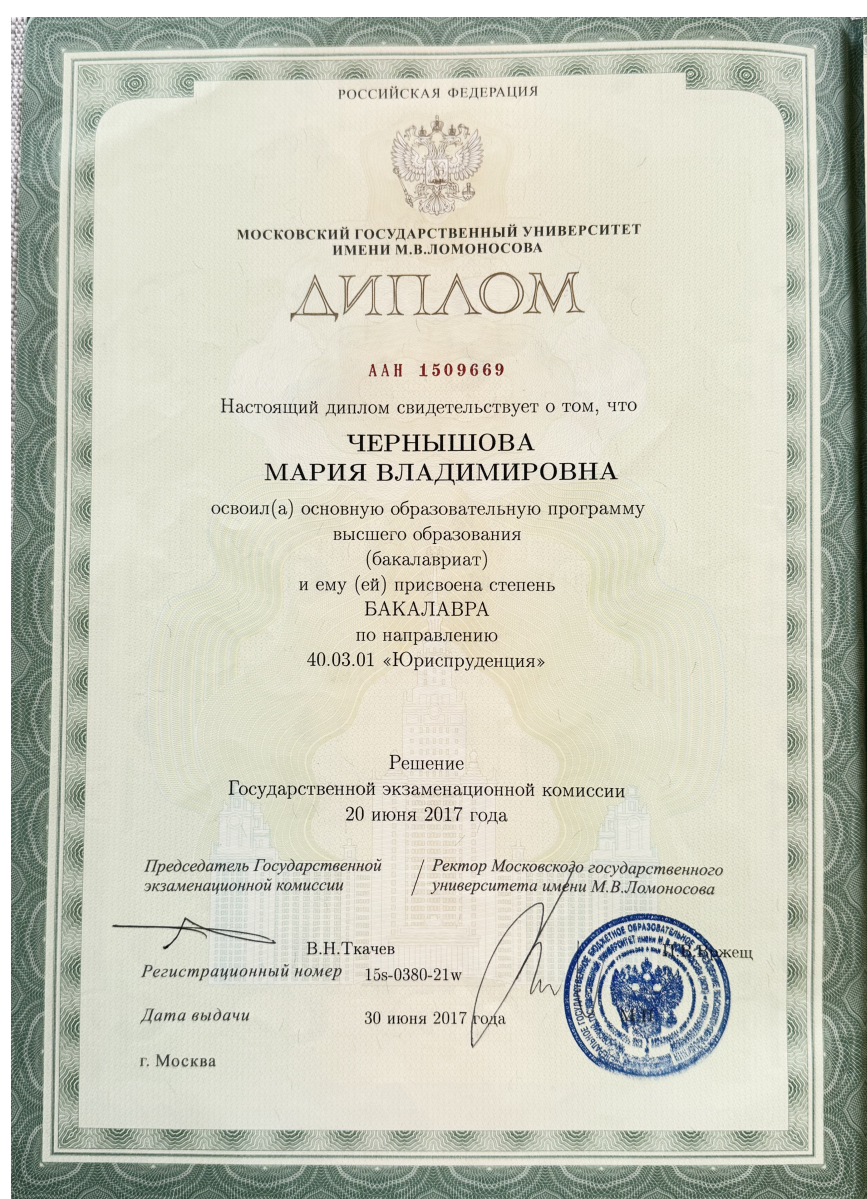 РОССИЙСКАЯ ФЕДЕРАЦИЯ
МОСКОВСКИЙ ГОСУДАРСТВЕННЫЙ УНИВЕРСИТЕТ
ИМЕНИ М.В.ЛОМОНОСОВА
ДИПЛОМ
ААН 1509669
Настоящий диплом свидетельствует о том, что
ЧЕРНЫШОВА
МАРИЯ ВЛАДИМИРОВНА
освоил(а) основную образовательную программу
высшего образования
(бакалавриат)
и ему (ей) присвоена степень
БАКАЛАВРА
по направлению
40.03.01 «Юриспруденция»
Решение
Государственной экзаменационной комиссии
20 июня 2017 года
Председатель Государственной
экзаменационной комиссии
Ректор Московского государственного
университета имени М.В.Ломоносова
В.Н.Ткачев
Регистрационный номер 15s-0380-21w
Дата выдачи 30 июня 2017 года
М.П.
г. Москва